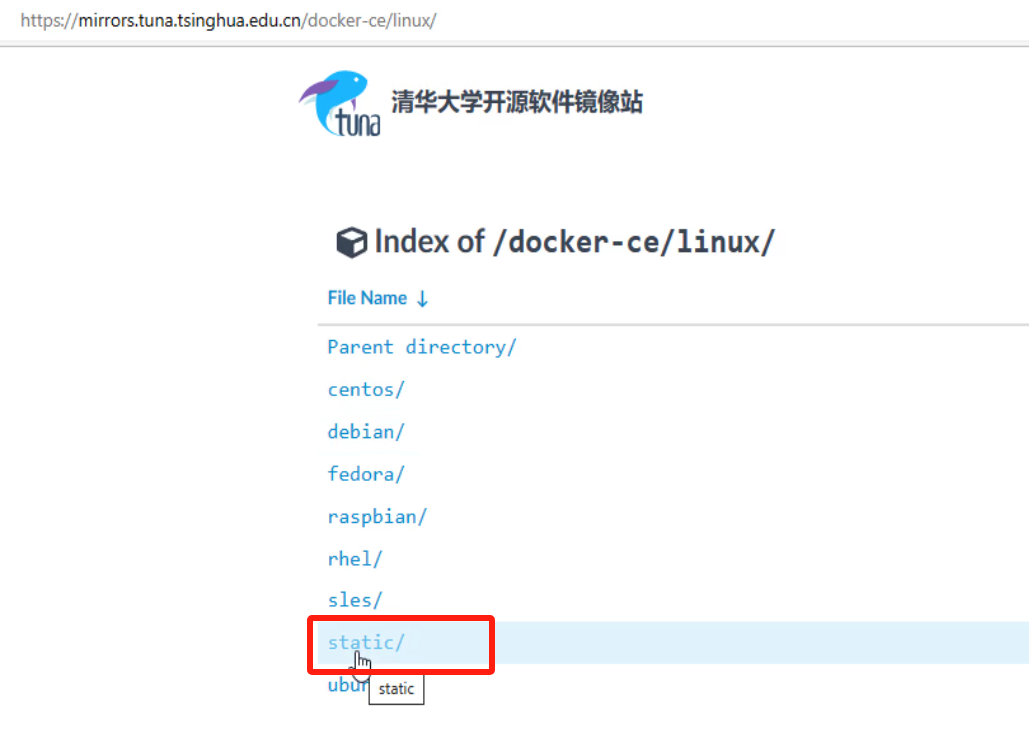 https://mirrors.tuna.tsinghua.edu.cn/docker-ce/linux/
tuna 清华大学开源软件镜像站
Index of /docker-ce/linux/
File Name ↓
Parent directory/
centos/
debian/
fedora/
raspbian/
rhel/
sles/
static/
static